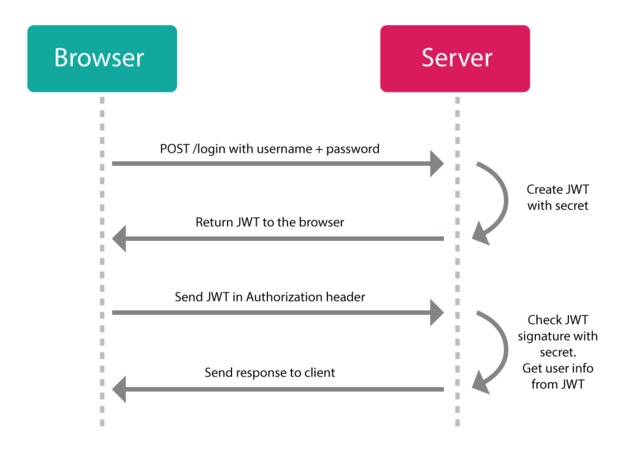 Browser
Server
POST /login with username + password
Create JWT
with secret
Return JWT to the browser
Send JWT in Authorization header
Check JWT
signature with
secret.
Get user info
from JWT
Send response to client